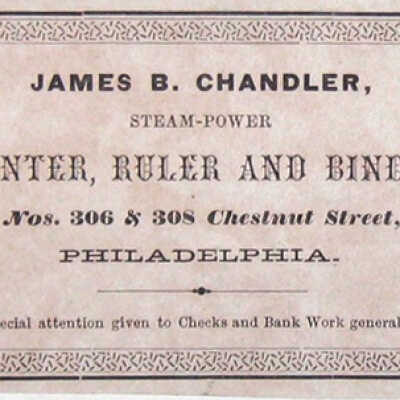 JAMES B. CHANDLER,
STEAM-POWER
NTER, RULER AND BIND
Nos. 306 & 308 Chestnut Street,
PHILADELPHIA.
ecial attention given to Checks and Bank Work general